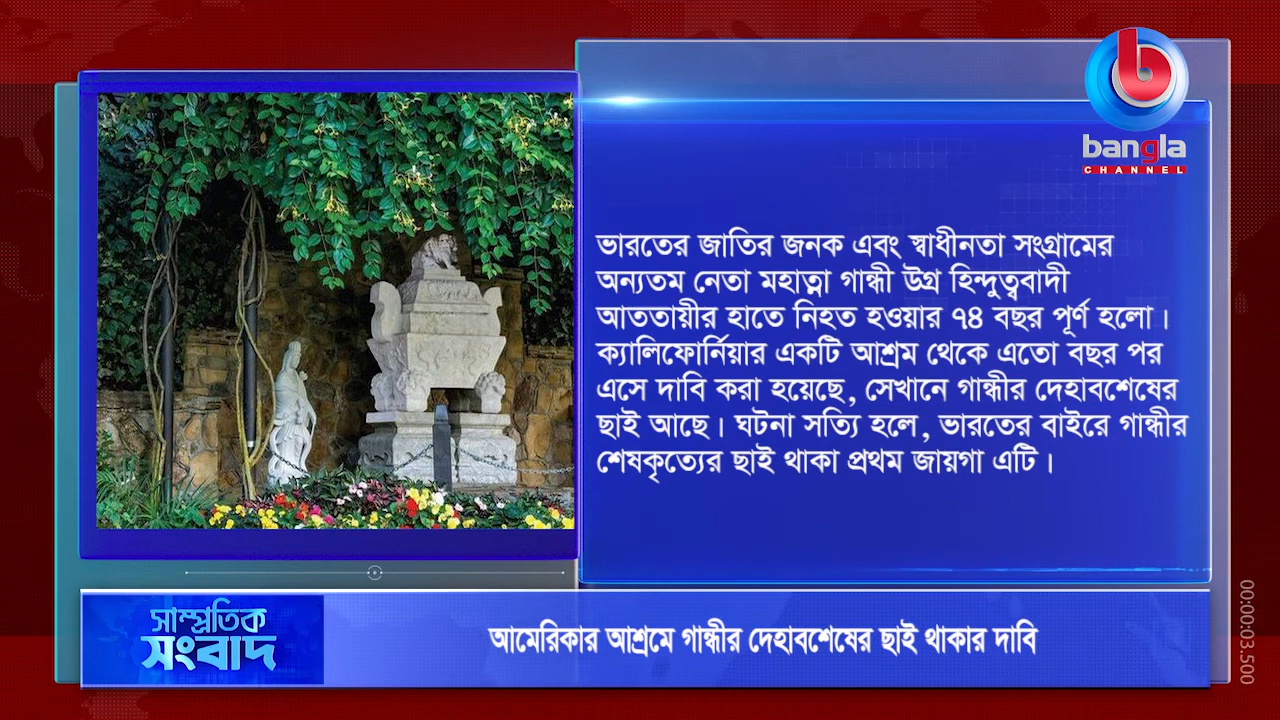 bangla
CHANNEL
ভারতের জাতির জনক এবং স্বাধীনতা সংগ্রামের
অন্যতম নেতা মহাত্না গান্ধী উগ্র হিন্দুত্ববাদী
আততায়ীর হাতে নিহত হওয়ার ৭৪ বছর পূর্ণ হলো।
ক্যালিফোর্নিয়ার একটি আশ্রম থেকে এতো বছর পর
এসে দাবি করা হয়েছে, সেখানে গান্ধীর দেহাবশেষের
ছাই আছে। ঘটনা সত্যি হলে, ভারতের বাইরে গান্ধীর
শেষকৃত্যের ছাই থাকা প্রথম জায়গা এটি।
সাম্প্রতিক
সংবাদ
আমেরিকার আশ্রমে গান্ধীর দেহাবশেষের ছাই থাকার দাবি
00:00:03.500